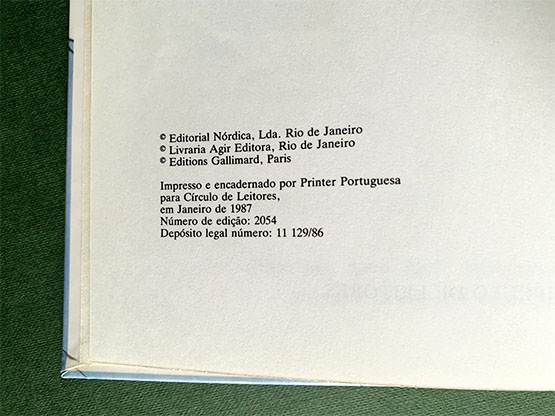 © Editorial Nórdica, Lda. Rio de Janeiro
© Livraria Agir Editora, Rio de Janeiro
© Editions Gallimard, Paris
Impresso e encadernado por Printer Portuguesa
para Círculo de Leitores,
em Janeiro de 1987
Número de edição: 2054
Depósito legal número: 11 129/86